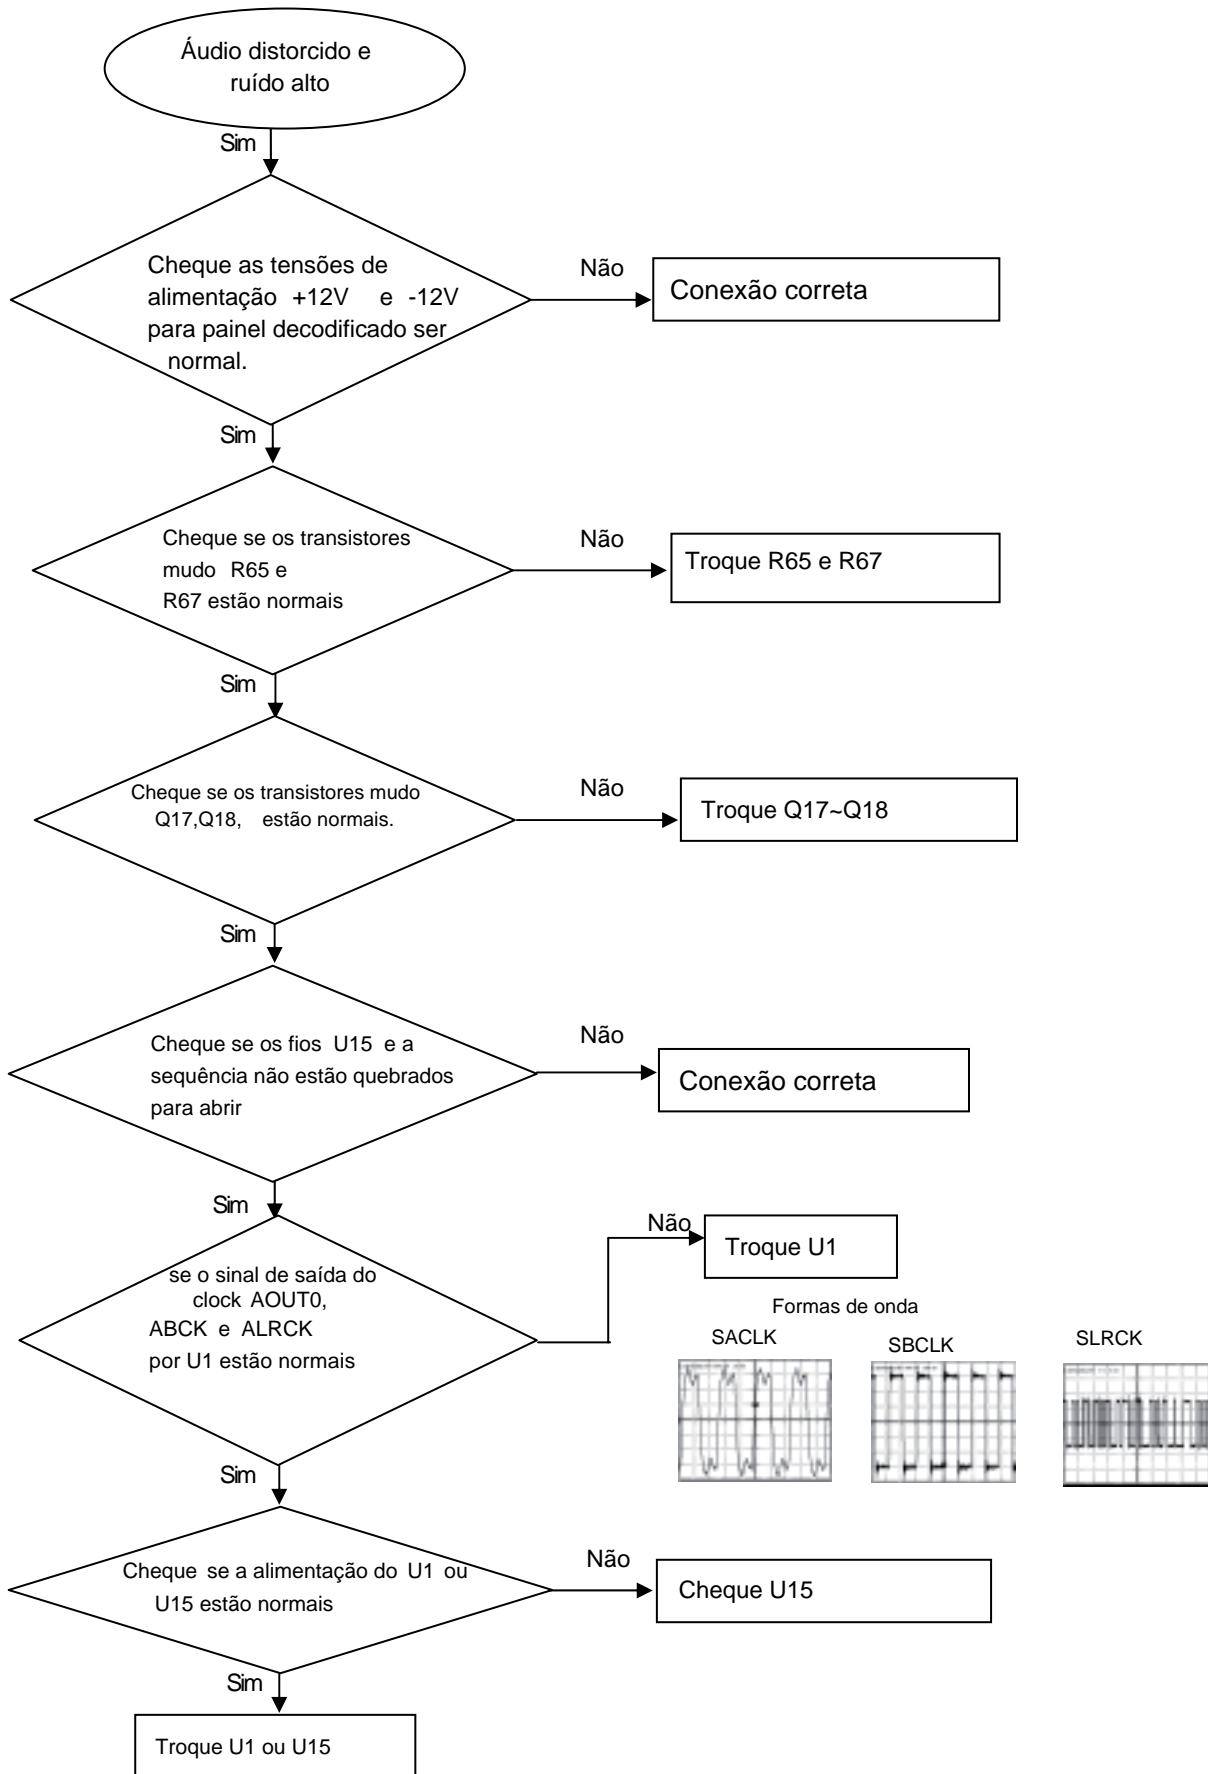 Áudio distorcido e
ruído alto
Sim
Cheque as tensões de
alimentação +12V e -12V
para painel decodificado ser
normal.
Não
Conexão correta
Sim
Cheque se os transistores
mudo R65 e
R67 estão normais
Não
Troque R65 e R67
Sim
Cheque se os transistores mudo
Q17,Q18, estão normais.
Não
Troque Q17~Q18
Sim
Cheque se os fios U15 e a
sequência não estão quebrados
para abrir
Não
Conexão correta
Sim
se o sinal de saída do
clock AOUT0,
ABCK e ALRCK
por U1 estão normais
Não
Troque U1
Formas de onda
SACLK
SBCLK
SLRCK
Sim
Cheque se a alimentação do U1 ou
U15 estão normais
Não
Cheque U15
Sim
Troque U1 ou U15